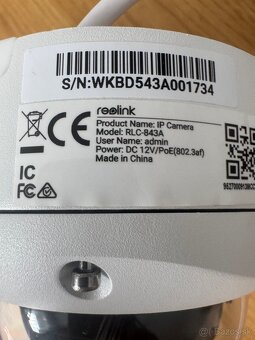 S/N:WKBD543A001734
reolink
Product Name: IP Camera
Model: RLC-843A
User Name: admin
Power: DC 12V/PoE(802.3af)
Made in China
CE
IC
FC